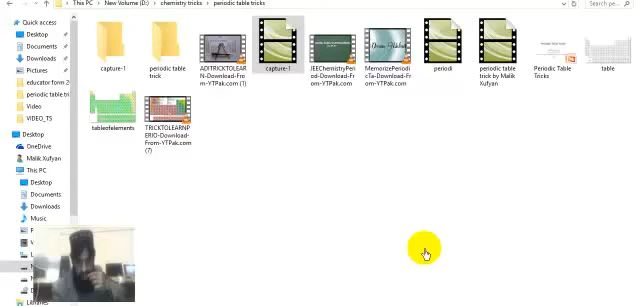 This PC > New Volume (D:) > chemistry tricks > periodic table tricks
Search pe...
Quick access
Desktop
Documents
Downloads
Pictures
educator form 2
periodic table tri
Video
VIDEO_TS
Desktop
OneDrive
Malik Xufyan
This PC
Desktop
Documents
Downloads
Music
Libraries
capture-1
periodic table
trick
ADITRICKTOLEAR
N-Download-Fro
m-YTPak.com (1)
capture-1
JEEChemistryPeri
od-Download-Fro
m-YTPak.com
MemorizePeriodi
cTa-Download-Fr
om-YTPak.com
periodi
periodic table
trick by Malik
Xufyan
Periodic Table
Tricks
table
tableofelements
TRICKTOLEARNP
ERIO-Download-
From-YTPak.com
(7)